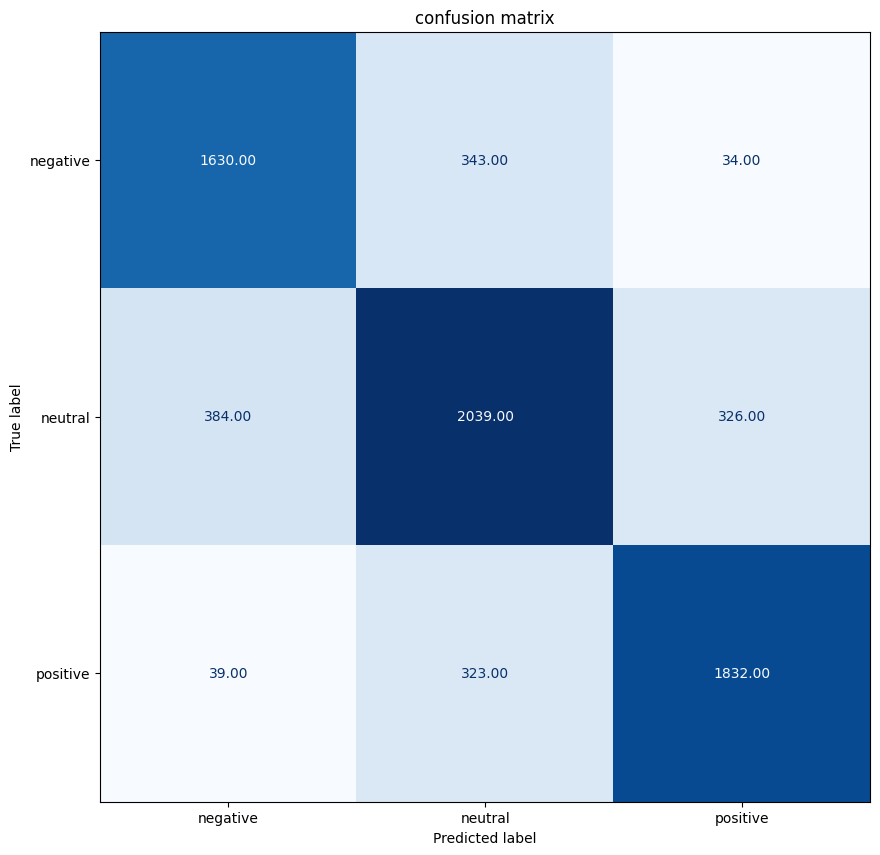 confusion matrix
negative 1630.00 343.00 34.00
neutral 384.00 2039.00 326.00
True label
positive 39.00 323.00 1832.00
negative neutral positive
Predicted label